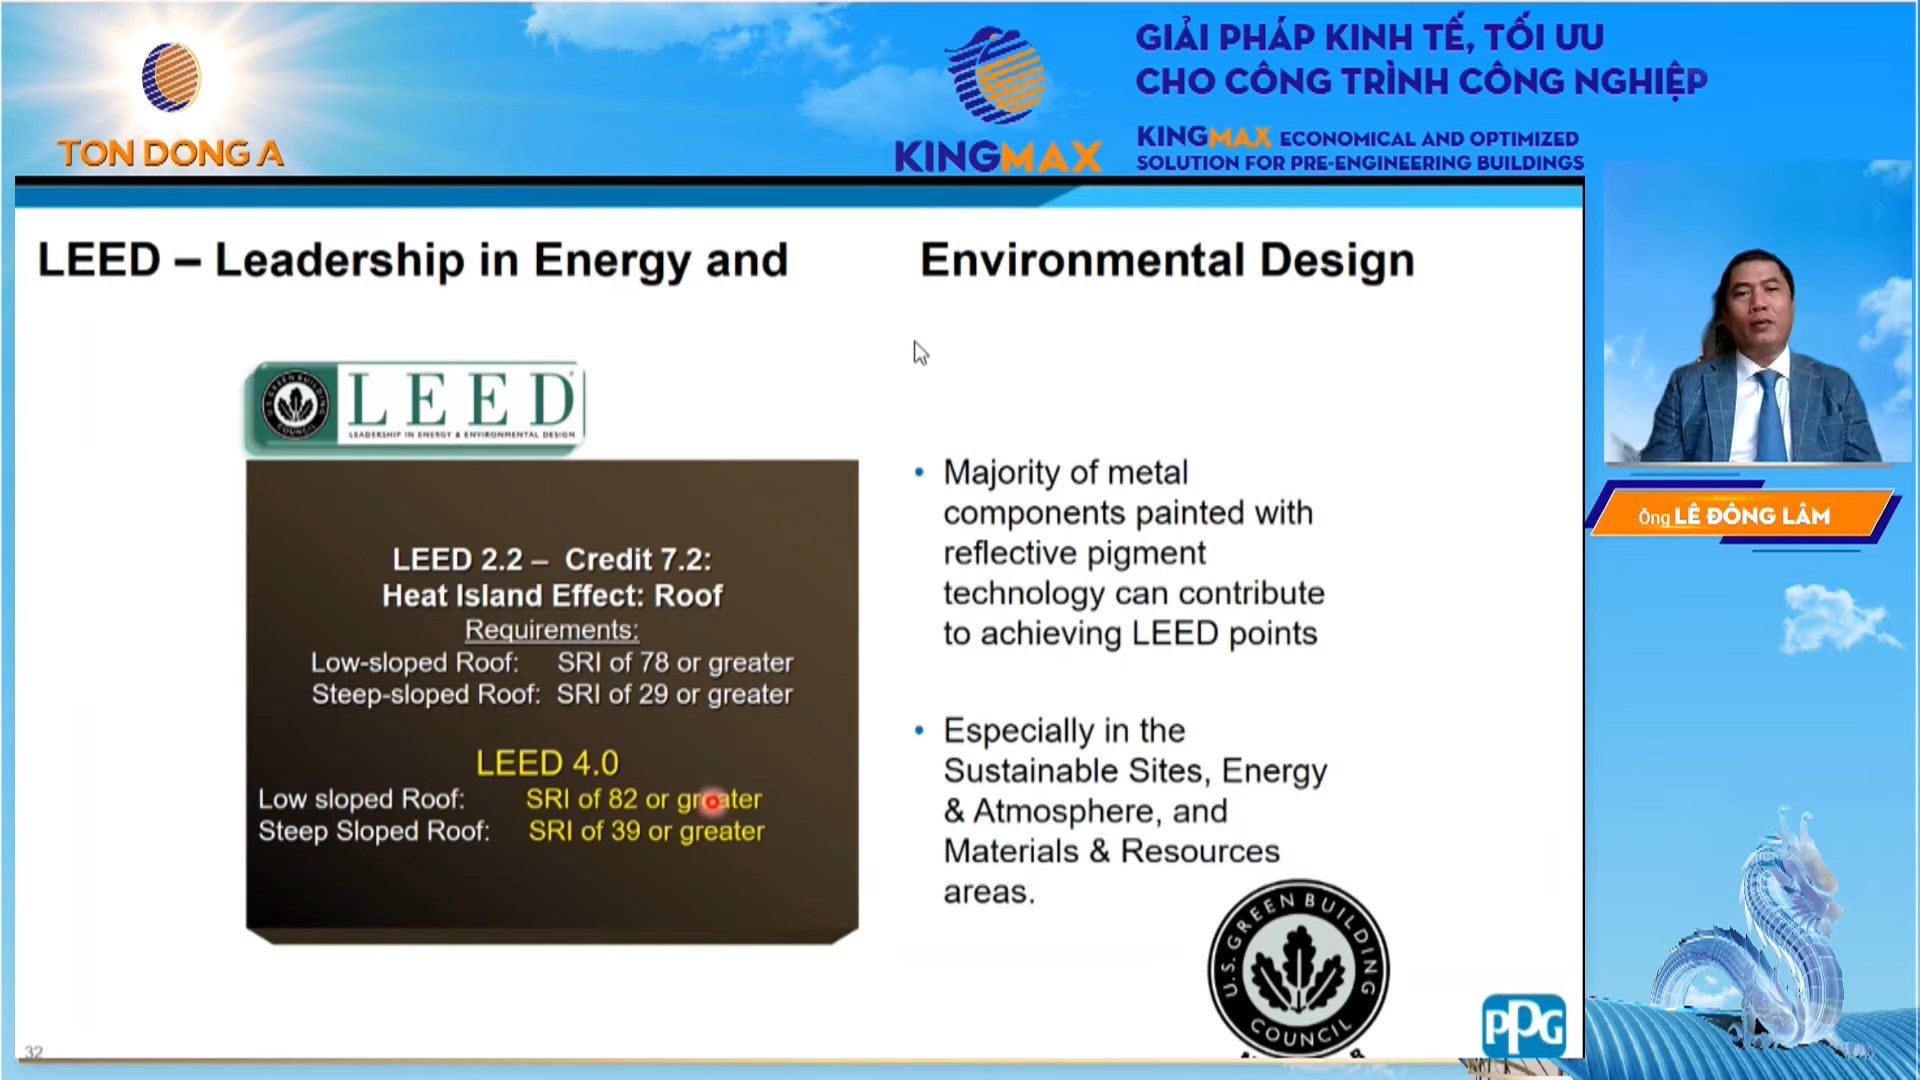 TON DONG A
KINGMAX
GIẢI PHÁP KINH TẾ, TỐI ƯU
CHO CÔNG TRÌNH CÔNG NGHIỆP
KINGMAX ECONOMICAL AND OPTIMIZED
SOLUTION FOR PRE-ENGINEERING BUILDINGS
LEED – Leadership in Energy and Environmental Design
U.S. GREEN BUILDING COUNCIL
LEED
LEADERSHIP IN ENERGY & ENVIRONMENTAL DESIGN
LEED 2.2 – Credit 7.2:
Heat Island Effect: Roof
Requirements:
Low-sloped Roof: SRI of 78 or greater
Steep-sloped Roof: SRI of 29 or greater
LEED 4.0
Low sloped Roof: SRI of 82 or greater
Steep Sloped Roof: SRI of 39 or greater
• Majority of metal
components painted with
reflective pigment
technology can contribute
to achieving LEED points
• Especially in the
Sustainable Sites, Energy
& Atmosphere, and
Materials & Resources
areas.
U.S. GREEN BUILDING COUNCIL
PPG
32
Ông LÊ ĐÔNG LÂM